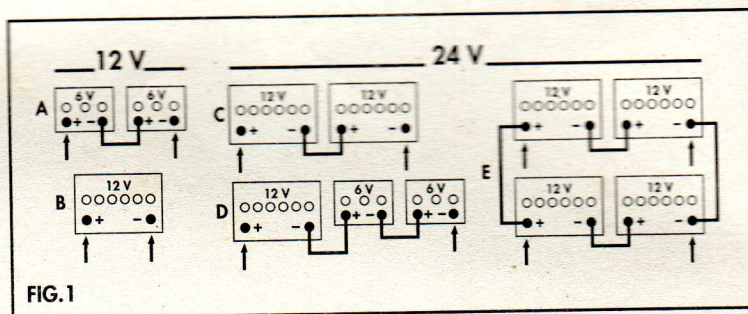 12 V
24 V
A
6 V
6 V
+ -
+ -
B
12 V
+ -
C
12 V
12 V
+ -
+ -
D
12 V
6 V
6 V
+ -
+ -
+ -
E
12 V
12 V
+ -
+ -
12 V
12 V
+ -
+ -
FIG.1